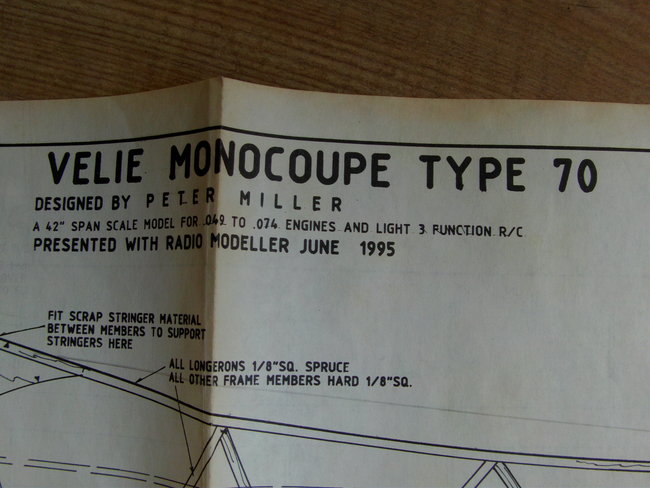 VELIE MONOCOUPE TYPE 70
DESIGNED BY PETER MILLER
A 42" SPAN SCALE MODEL FOR .049 TO .074 ENGINES AND LIGHT 3 FUNCTION R/C
PRESENTED WITH RADIO MODELLER JUNE 1995
FIT SCRAP STRINGER MATERIAL
BETWEEN MEMBERS TO SUPPORT
STRINGERS HERE
ALL LONGERONS 1/8"SQ. SPRUCE
ALL OTHER FRAME MEMBERS HARD 1/8"SQ.